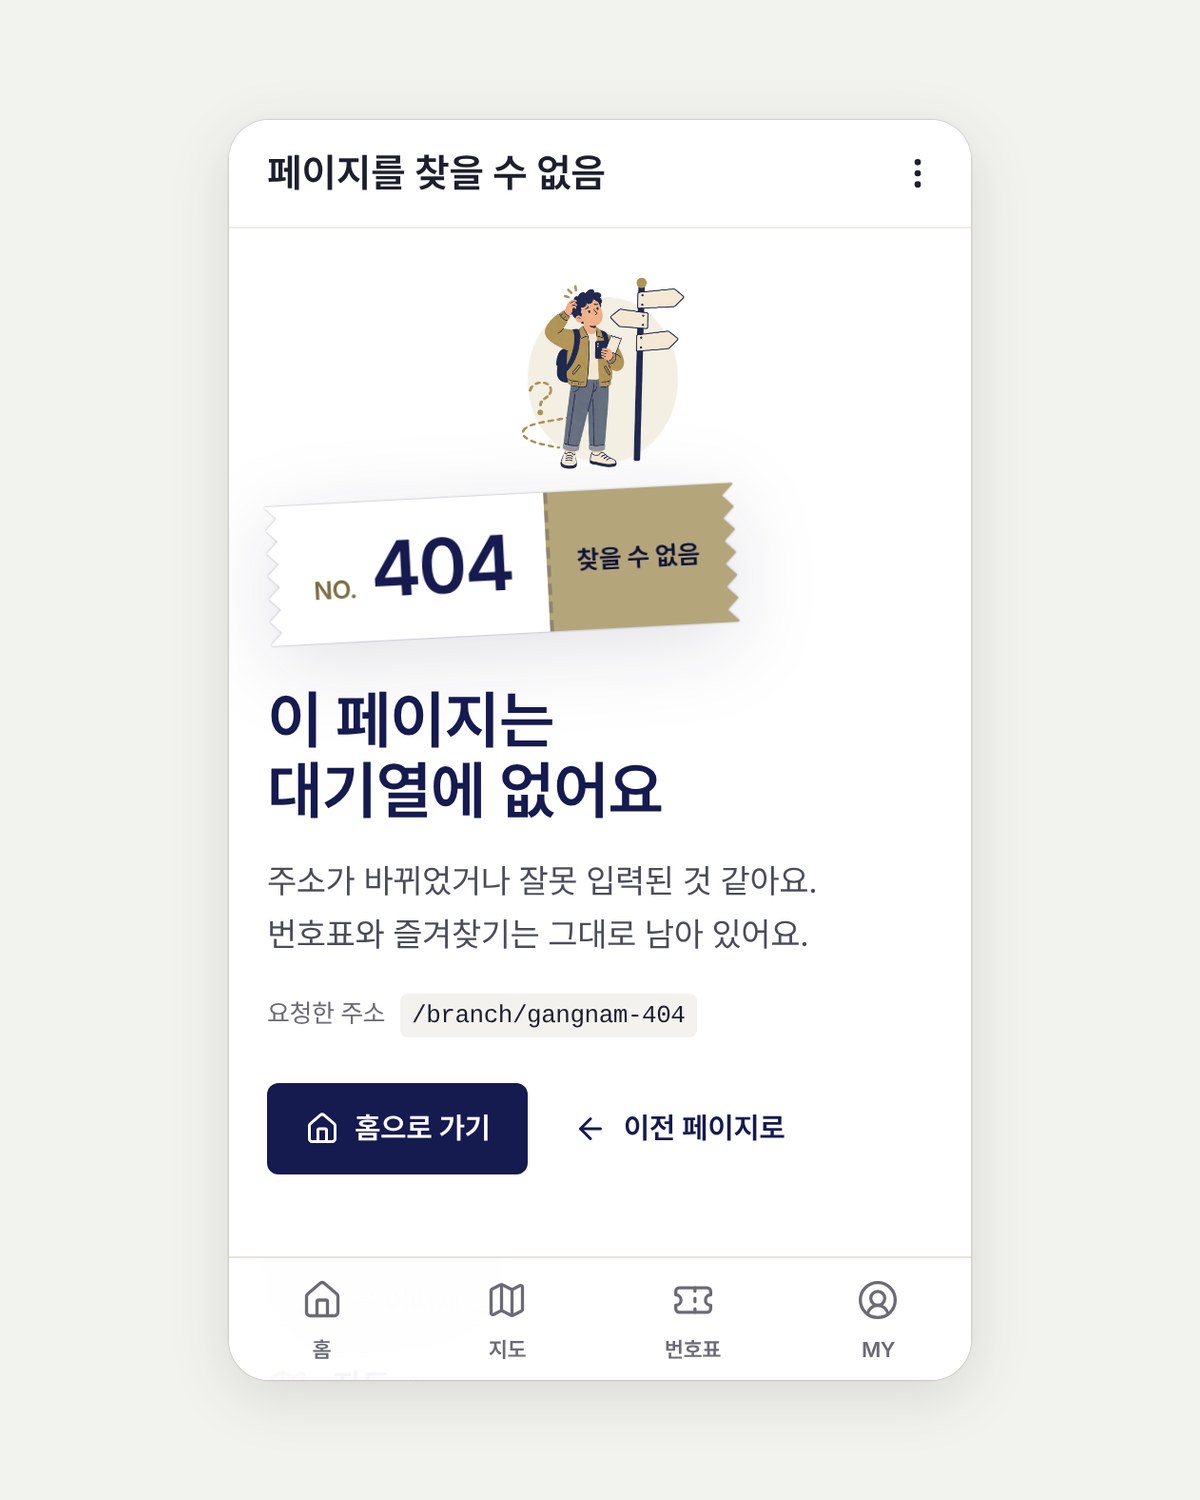 페이지를 찾을 수 없음
NO. 404
찾을 수 없음
이 페이지는
대기열에 없어요
주소가 바뀌었거나 잘못 입력된 것 같아요.
번호표와 즐겨찾기는 그대로 남아 있어요.
요청한 주소 /branch/gangnam-404
홈으로 가기
이전 페이지로
홈
지도
번호표
MY